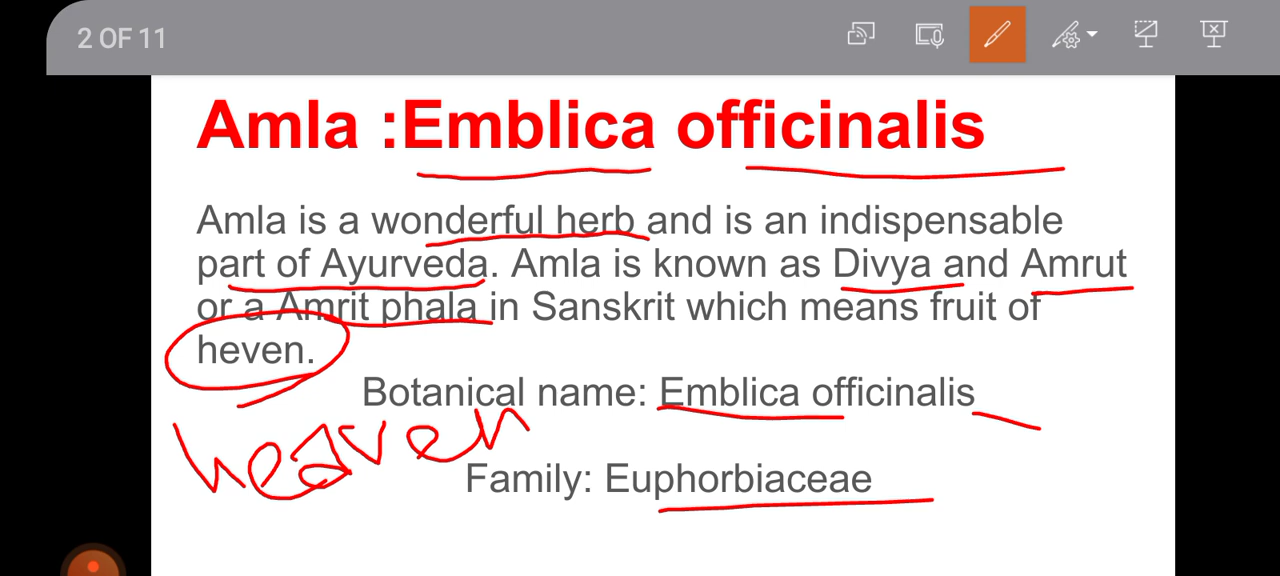 2 OF 11
Amla :Emblica officinalis
Amla is a wonderful herb and is an indispensable
part of Ayurveda. Amla is known as Divya and Amrut
or a Amrit phala in Sanskrit which means fruit of
heven.
Botanical name: Emblica officinalis
heaven
Family: Euphorbiaceae